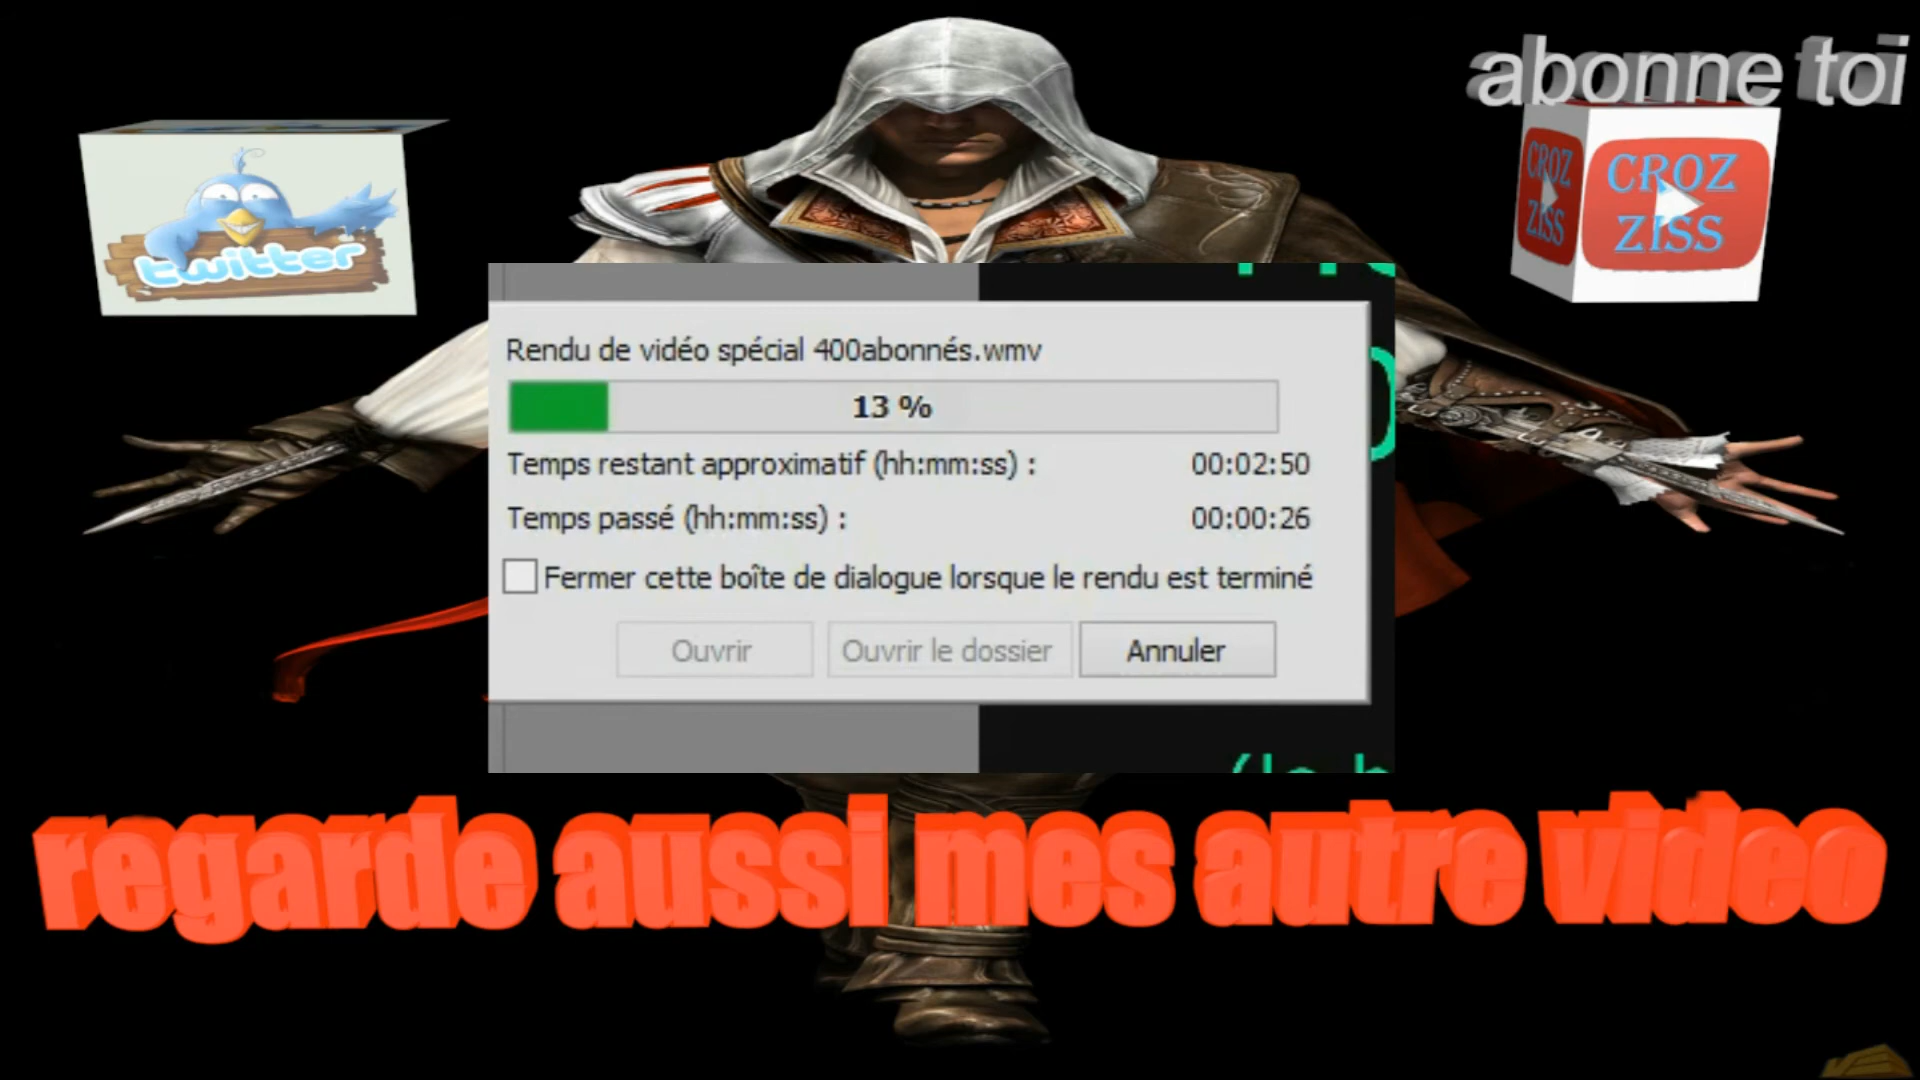 abonne toi
twitter
CROZ
ZISS
CROZ
ZISS
Rendu de vidéo spécial 400abonnés.wmv
13 %
Temps restant approximatif (hh:mm:ss) : 00:02:50
Temps passé (hh:mm:ss) : 00:00:26
Fermer cette boîte de dialogue lorsque le rendu est terminé
Ouvrir Ouvrir le dossier Annuler
regarde aussi mes autre video